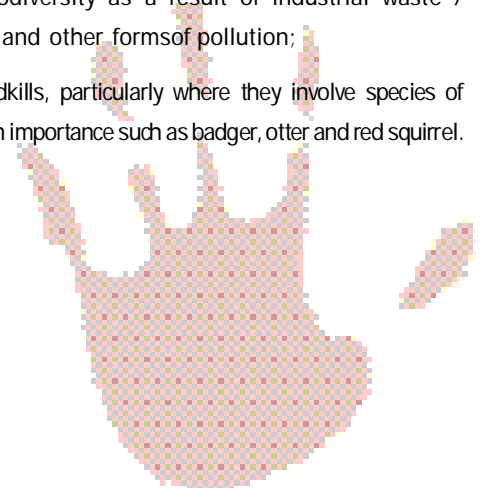 odiversity as a result of industrial waste /
and other formsof pollution;
dkills, particularly where they involve species of
n importance such as badger, otter and red squirrel.